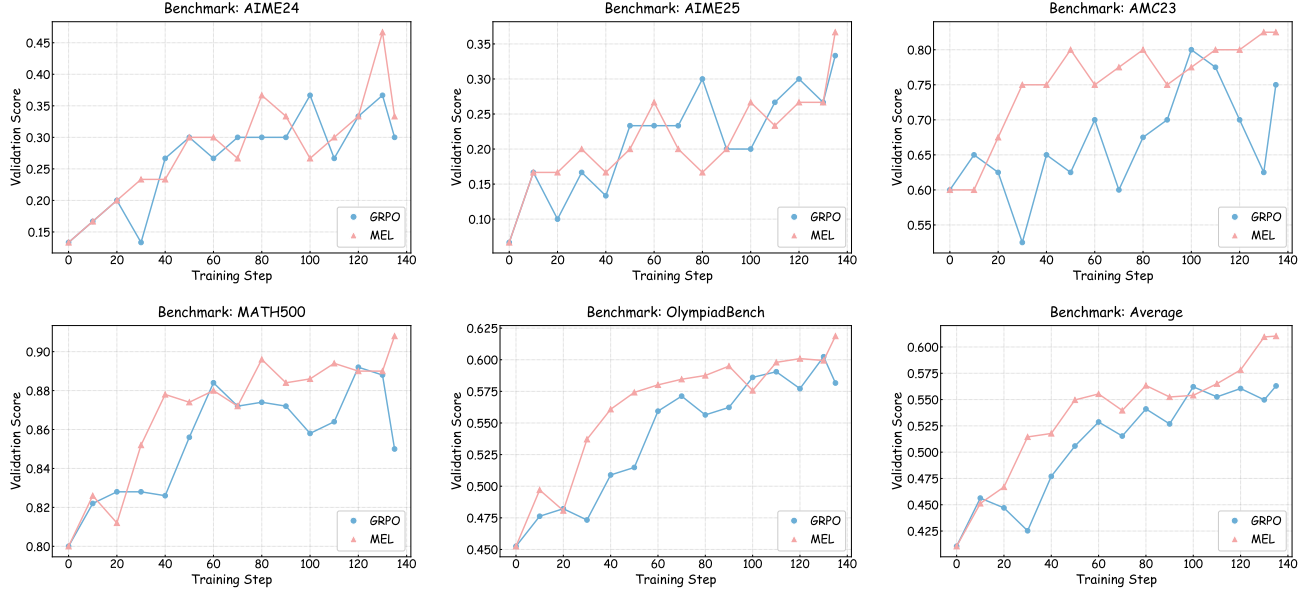 Benchmark: AIME24
Validation Score
0.45
0.40
0.35
0.30
0.25
0.20
0.15
GRPO
MEL
0 20 40 60 80 100 120 140
Training Step
Benchmark: AIME25
Validation Score
0.35
0.30
0.25
0.20
0.15
0.10
GRPO
MEL
0 20 40 60 80 100 120 140
Training Step
Benchmark: AMC23
Validation Score
0.80
0.75
0.70
0.65
0.60
0.55
GRPO
MEL
0 20 40 60 80 100 120 140
Training Step
Benchmark: MATH500
Validation Score
0.90
0.88
0.86
0.84
0.82
0.80
GRPO
MEL
0 20 40 60 80 100 120 140
Training Step
Benchmark: OlympiadBench
Validation Score
0.625
0.600
0.575
0.550
0.525
0.500
0.475
0.450
GRPO
MEL
0 20 40 60 80 100 120 140
Training Step
Benchmark: Average
Validation Score
0.600
0.575
0.550
0.525
0.500
0.475
0.450
0.425
GRPO
MEL
0 20 40 60 80 100 120 140
Training Step